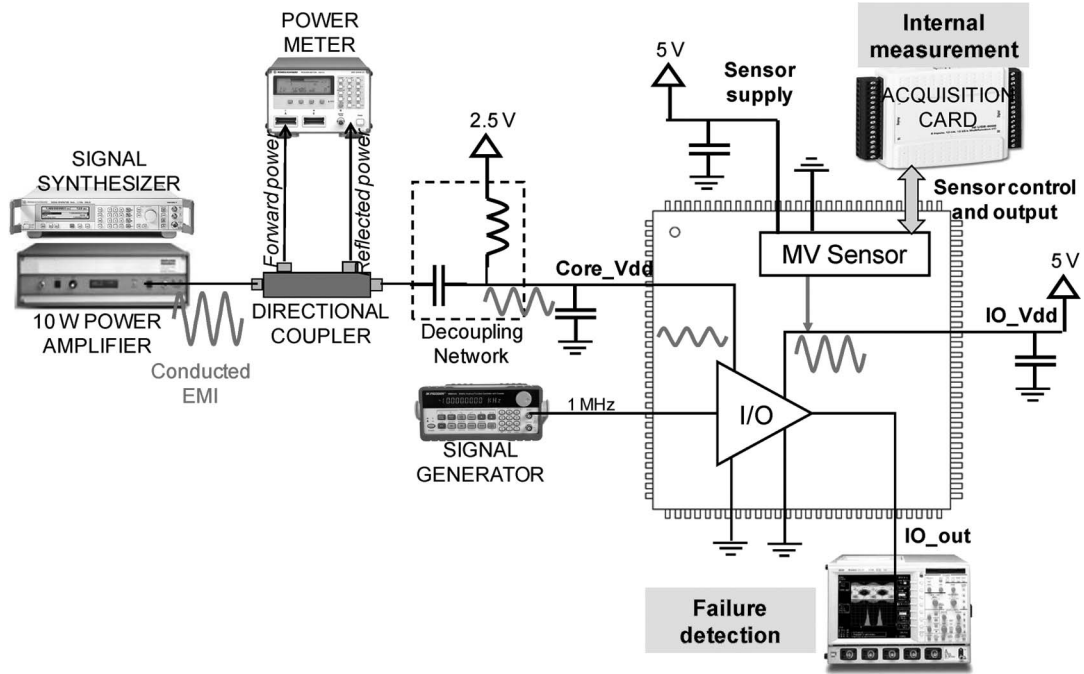 POWER
METER
SIGNAL
SYNTHESIZER
10 W POWER
AMPLIFIER
Conducted
EMI
Forward power
Reflected power
DIRECTIONAL
COUPLER
2.5 V
Decoupling
Network
Core_Vdd
SIGNAL
GENERATOR
1 MHz
5 V
Sensor
supply
Internal
measurement
ACQUISITION
CARD
Sensor control
and output
MV Sensor
5 V
IO_Vdd
I/O
IO_out
Failure
detection